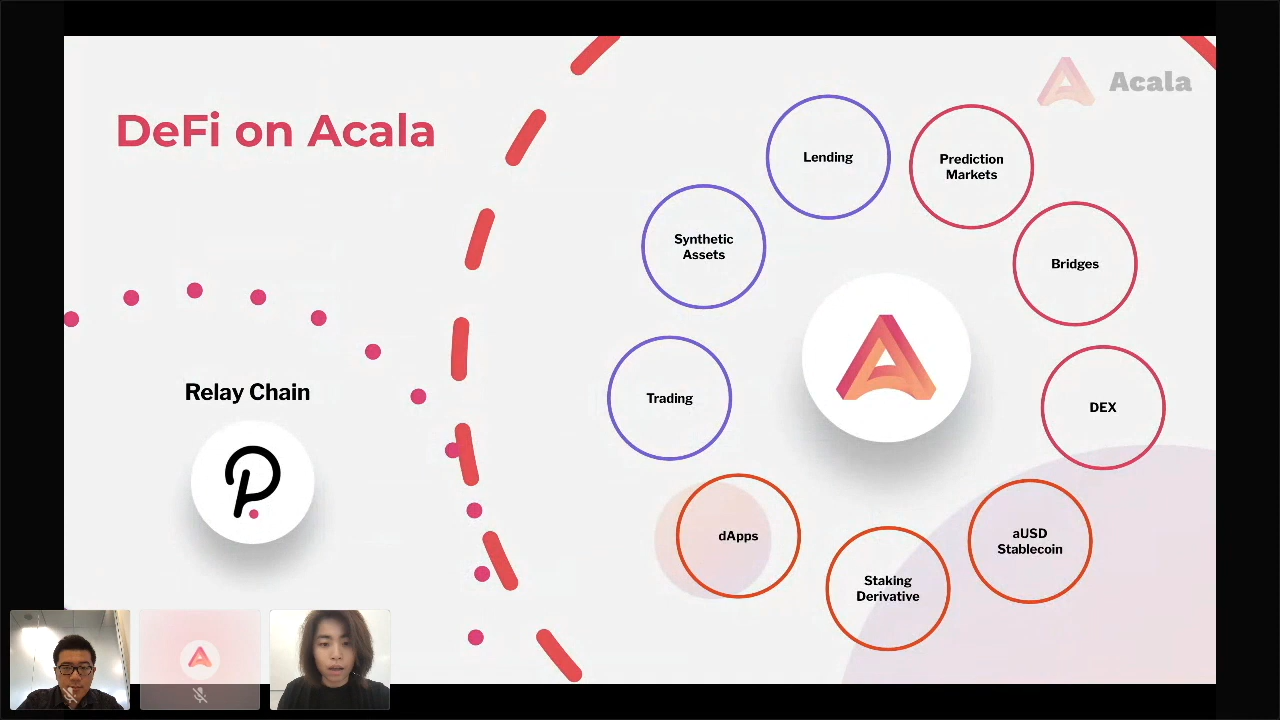 Acala
DeFi on Acala
Lending
Prediction
Markets
Synthetic
Assets
Bridges
Trading
DEX
Relay Chain
dApps
aUSD
Stablecoin
Staking
Derivative